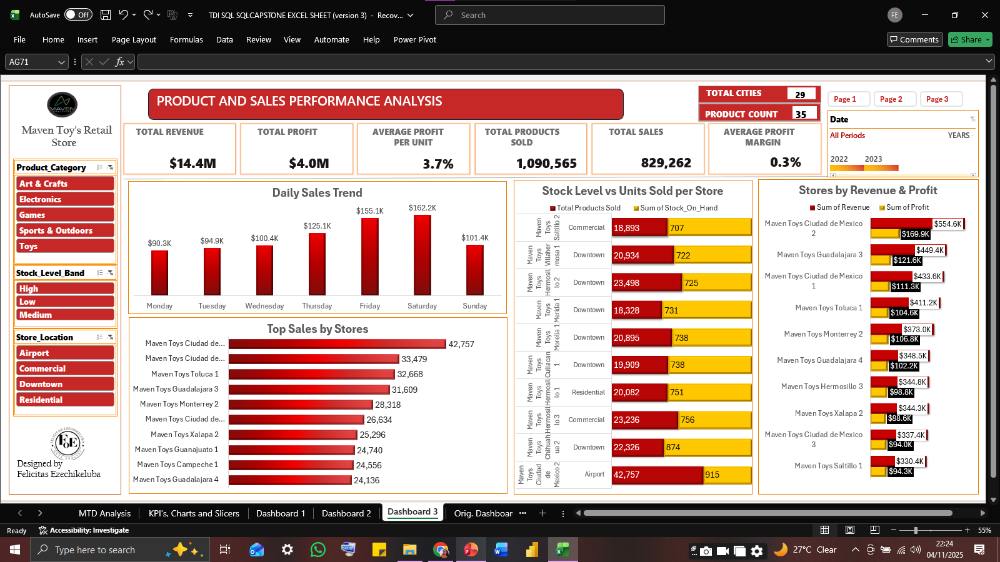 AutoSave Off TDI SQL SQLCAPSTONE EXCEL SHEET (version 3) - Recov... Search FE
File Home Insert Page Layout Formulas Data Review View Automate Help Power Pivot Comments Share
AG71 fx
MAVEN
Maven Toy's Retail
Store
PRODUCT AND SALES PERFORMANCE ANALYSIS
TOTAL CITIES 29
PRODUCT COUNT 35
Page 1 Page 2 Page 3
Date
All Periods YEARS
2022 2023
TOTAL REVENUE
$14.4M
TOTAL PROFIT
$4.0M
AVERAGE PROFIT
PER UNIT
3.7%
TOTAL PRODUCTS
SOLD
1,090,565
TOTAL SALES
829,262
AVERAGE PROFIT
MARGIN
0.3%
Product_Category
Art & Crafts
Electronics
Games
Sports & Outdoors
Toys
Stock_Level_Band
High
Low
Medium
Store_Location
Airport
Commercial
Downtown
Residential
FELICITAS EZECHIKELUBA
FOE
Designed by
Felicitas Ezechikeluba
Daily Sales Trend
$90.3K $94.9K $100.4K $125.1K $155.1K $162.2K $101.4K
Monday Tuesday Wednesday Thursday Friday Saturday Sunday
Top Sales by Stores
Maven Toys Ciudad de... 42,757
Maven Toys Ciudad de... 33,479
Maven Toys Toluca 1 32,668
Maven Toys Guadalajara 3 31,609
Maven Toys Monterrey 2 28,318
Maven Toys Ciudad de... 26,634
Maven Toys Xalapa 2 25,296
Maven Toys Guanajuato 1 24,740
Maven Toys Campeche 1 24,556
Maven Toys Guadalajara 4 24,136
Stock Level vs Units Sold per Store
Total Products Sold Sum of Stock_On_Hand
Maven Toys Saltillo 2 Commercial 18,893 707
Maven Toys Villahermosa 1 Downtown 20,934 722
Maven Toys Hermosillo 2 Downtown 23,498 725
Maven Toys Merida 1 Downtown 18,328 731
Maven Toys Morelia 1 Downtown 20,895 738
Maven Toys Culiacan 1 Downtown 19,909 738
Maven Toys Hermosillo 1 Residential 20,082 751
Maven Toys Hermosillo 3 Commercial 23,236 756
Maven Toys Chihuahua 2 Downtown 22,326 874
Maven Toys Ciudad de Mexico 2 Airport 42,757 915
Stores by Revenue & Profit
Sum of Revenue Sum of Profit
Maven Toys Ciudad de Mexico
2
$554.6K
$169.9K
Maven Toys Guadalajara 3
$449.4K
$121.6K
Maven Toys Ciudad de Mexico
1
$433.6K
$111.3K
Maven Toys Toluca 1
$411.2K
$104.6K
Maven Toys Monterrey 2
$373.0K
$106.8K
Maven Toys Guadalajara 4
$348.5K
$102.2K
Maven Toys Hermosillo 3
$344.8K
$98.8K
Maven Toys Xalapa 2
$344.3K
$88.6K
Maven Toys Ciudad de Mexico
3
$337.4K
$94.0K
Maven Toys Saltillo 1
$330.4K
$94.3K
MTD Analysis KPI's, Charts and Slicers Dashboard 1 Dashboard 2 Dashboard 3 Orig. Dashboar ...
Ready Accessibility: Investigate 55%
Type here to search 27°C Clear 22:24
04/11/2025